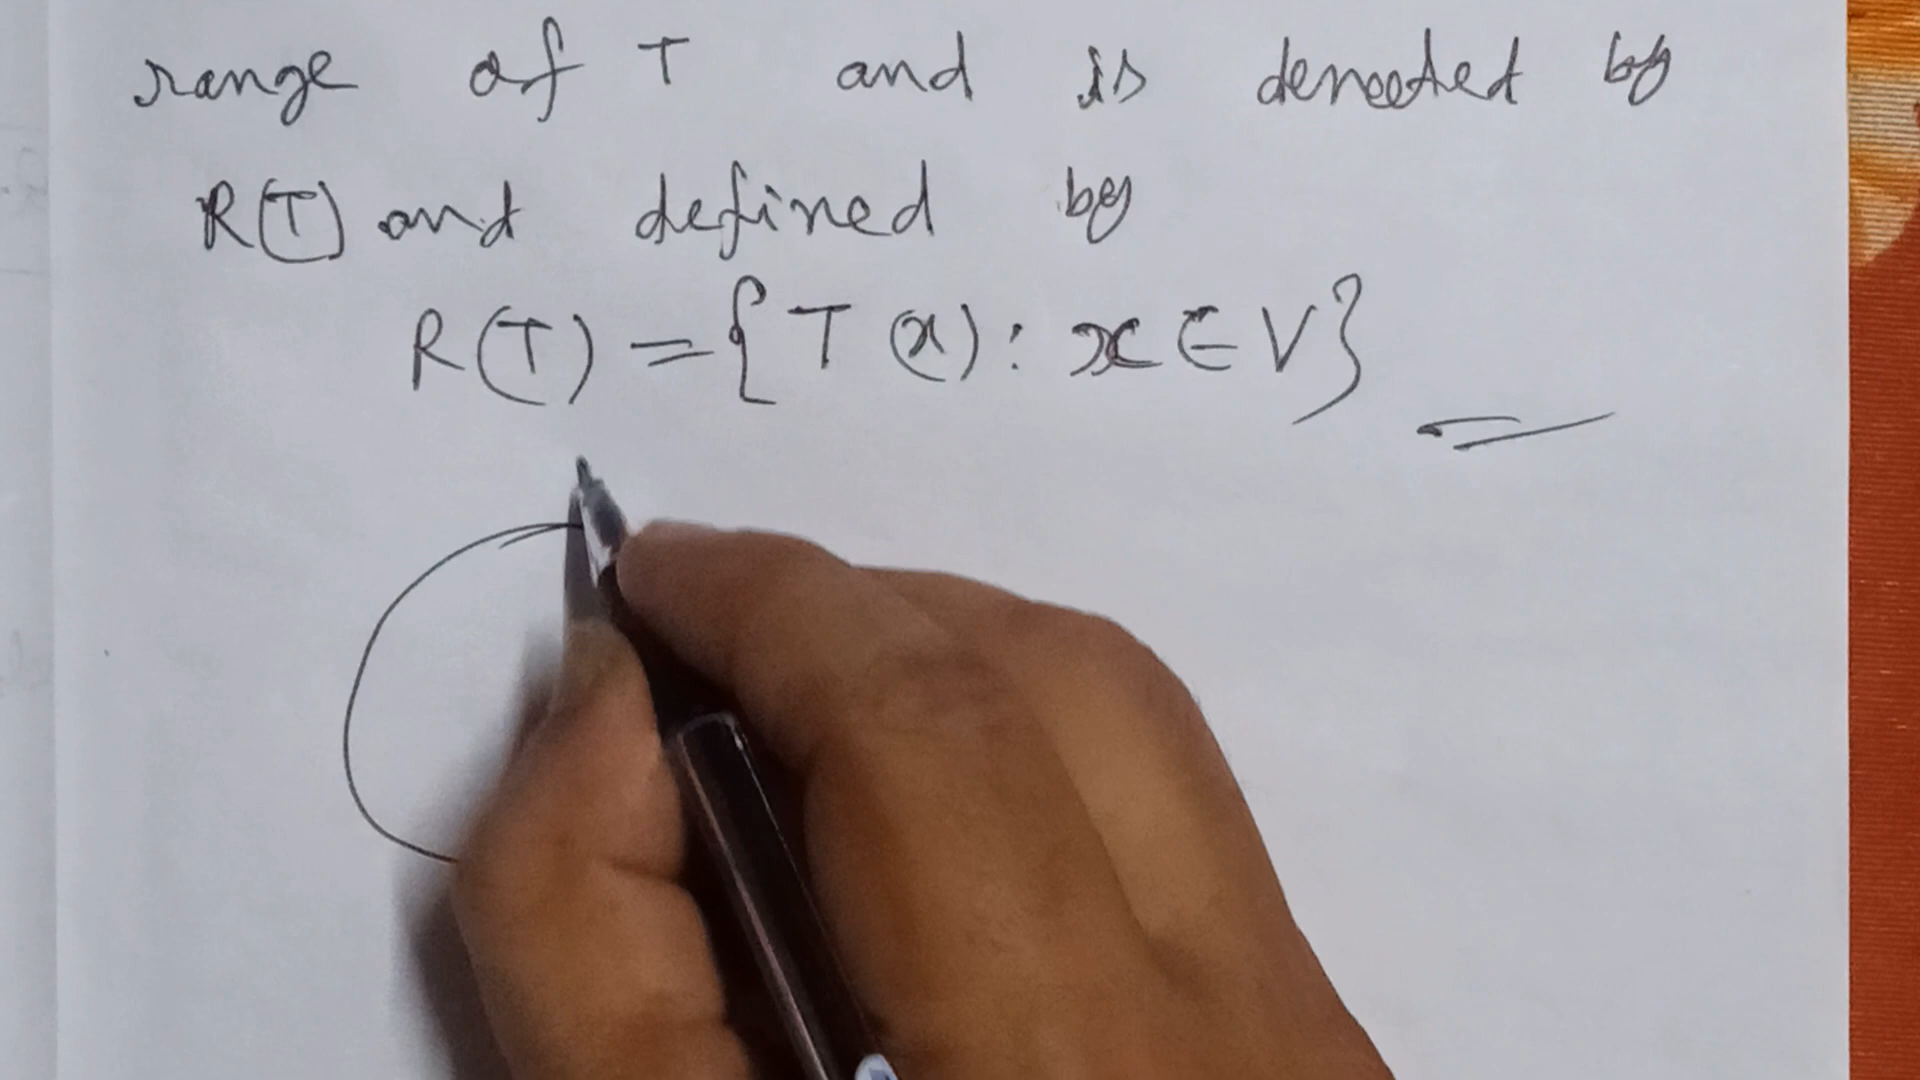 range of T and is denoted by
R(T) and defined by
R(T) = {T(x) : x ∈ V}